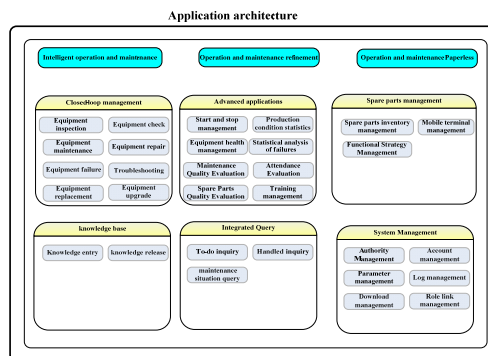 Application architecture
Intelligent operation and maintenance
Operation and maintenance refinement
Operation and maintenancePaperless
Closed-loop management
Equipment
inspection
Equipment check
Equipment
maintenance
Equipment repair
Equipment failure
Troubleshooting
Equipment
replacement
Equipment
upgrade
Advanced applications
Start and stop
management
Production
condition statistics
Equipment health
management
Statistical analysis
of failures
Maintenance
Quality Evaluation
Attendance
Evaluation
Spare Parts
Quality Evaluation
Training
management
Spare parts management
Spare parts inventory
management
Mobile terminal
management
Functional Strategy
Management
knowledge base
Knowledge entry
knowledge release
Integrated Query
To-do inquiry
Handled inquiry
maintenance
situation query
System Management
Authority
Management
Account
management
Parameter
management
Log management
Download
management
Role link
management